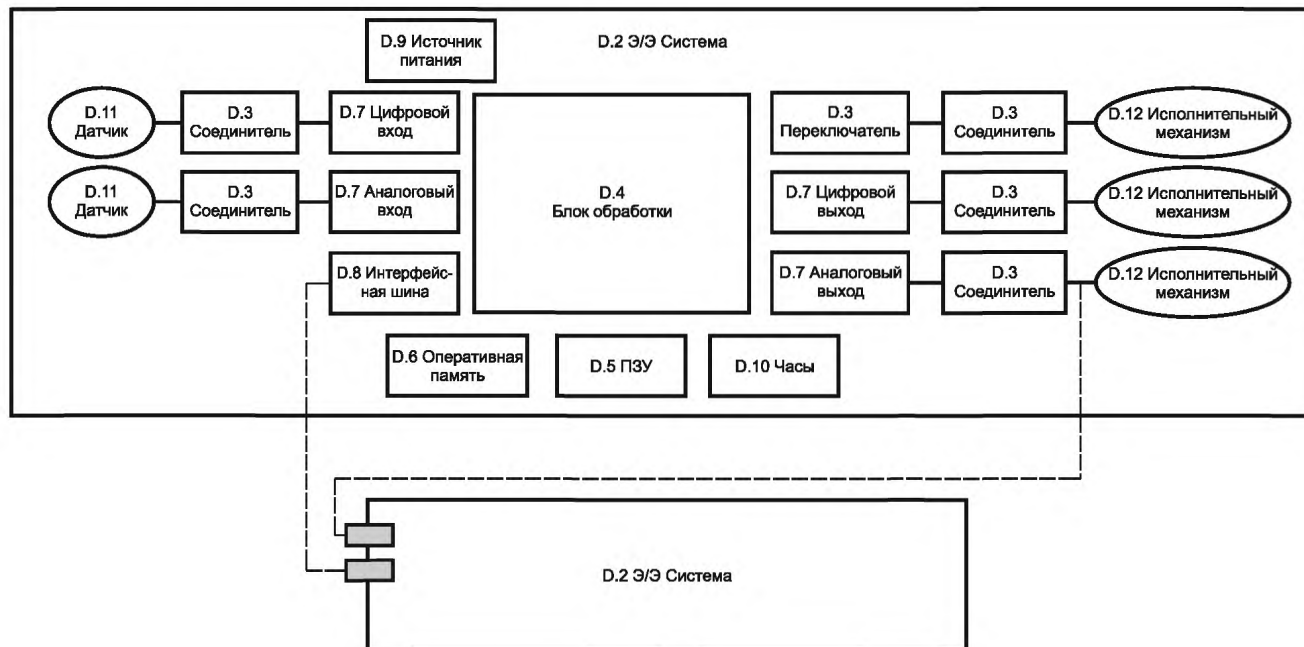 D.9 Источник
питания
D.2 Э/Э Система
D.11
Датчик
D.3
Соединитель
D.7 Цифровой
вход
D.3
Переключатель
D.3
Соединитель
D.12 Исполнительный
механизм
D.4
Блок обработки
D.11
Датчик
D.3
Соединитель
D.7 Аналоговый
вход
D.7 Цифровой
выход
D.3
Соединитель
D.12 Исполнительный
механизм
D.8 Интерфейс-
ная шина
D.7 Аналоговый
выход
D.3
Соединитель
D.12 Исполнительный
механизм
D.6 Оперативная
память
D.5 ПЗУ
D.10 Часы
D.2 Э/Э Система